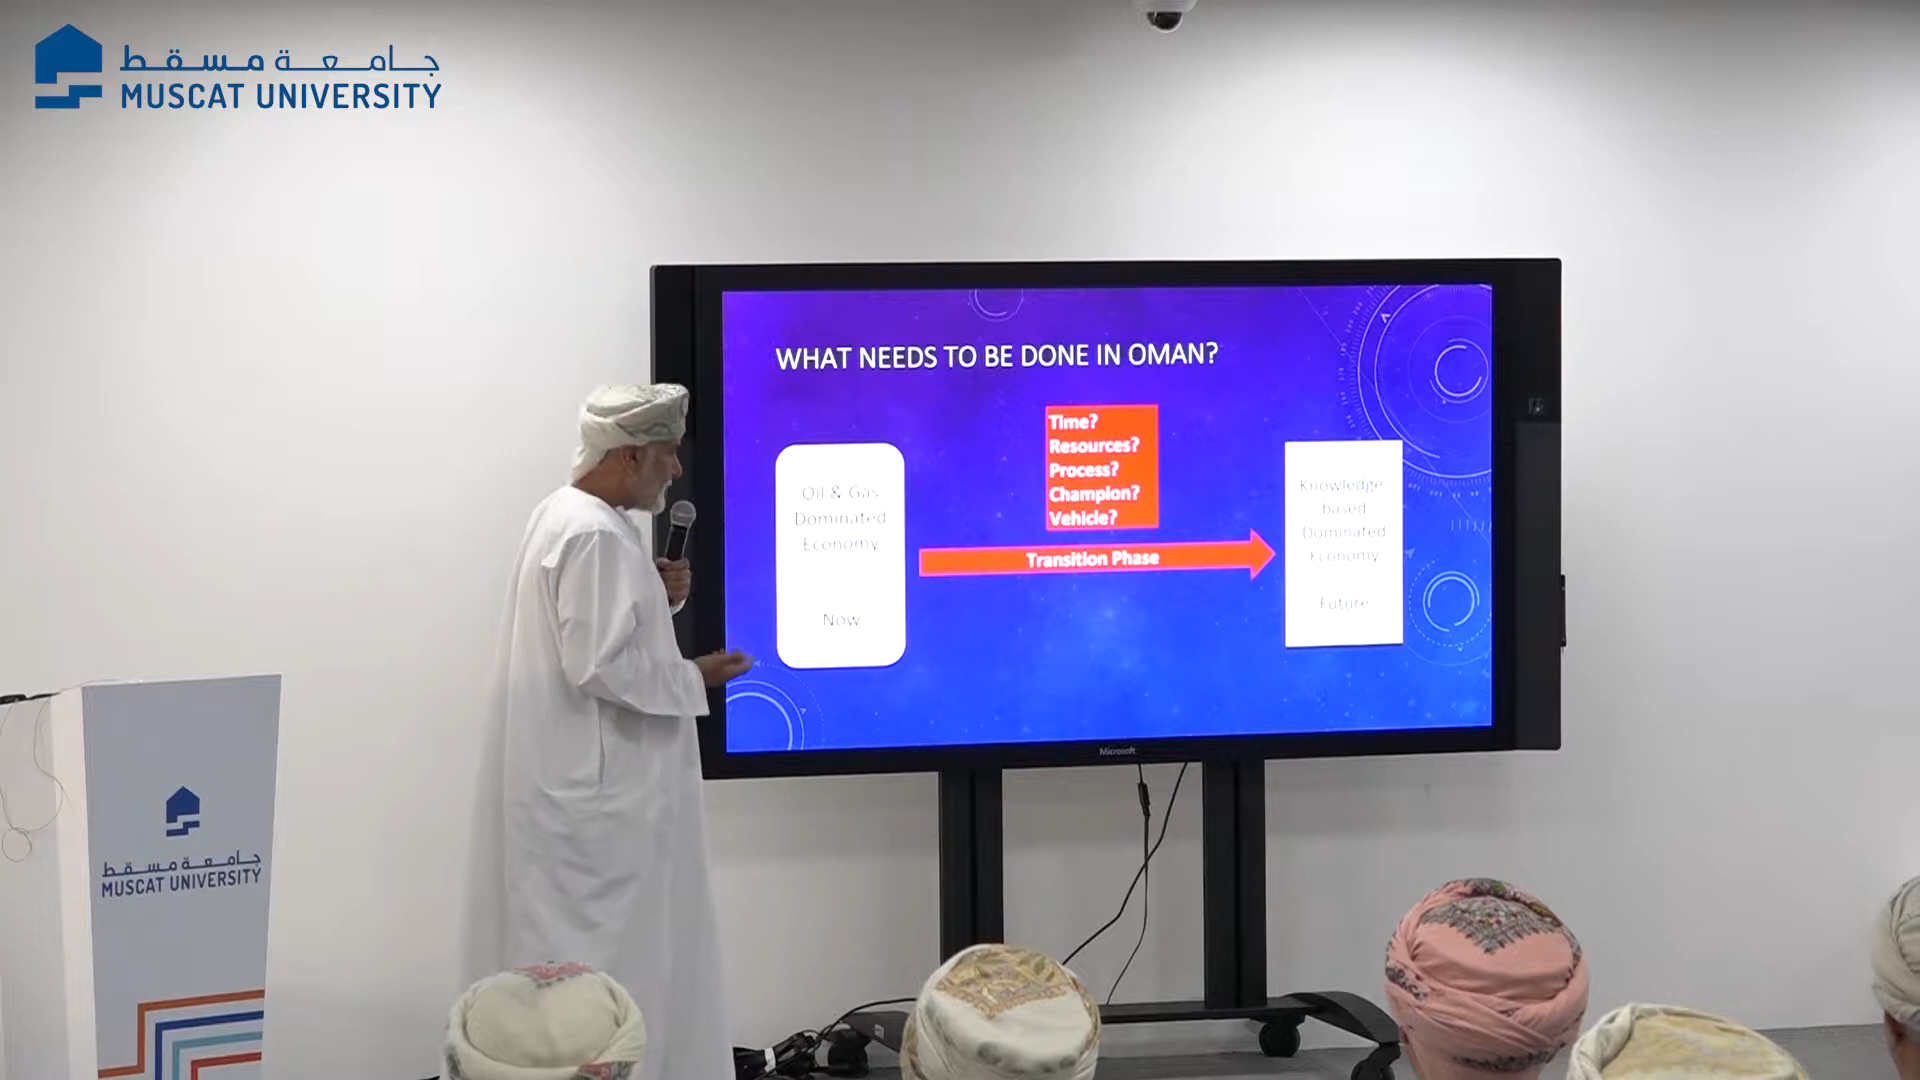 جامعة مسقط
MUSCAT UNIVERSITY
WHAT NEEDS TO BE DONE IN OMAN?
Time?
Resources?
Process?
Champion?
Vehicle?
Oil & Gas
Dominated
Economy
Now
Transition Phase
Knowledge-
based
Dominated
Economy
Future
Microsoft
جامعة مسقط
MUSCAT UNIVERSITY